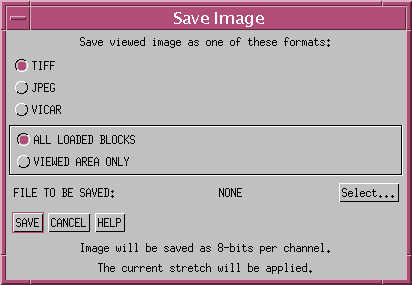 Save Image
Save viewed image as one of these formats:
TIFF
JPEG
VICAR
ALL LOADED BLOCKS
VIEWED AREA ONLY
FILE TO BE SAVED: NONE Select...
SAVE CANCEL HELP
Image will be saved as 8-bits per channel.
The current stretch will be applied.